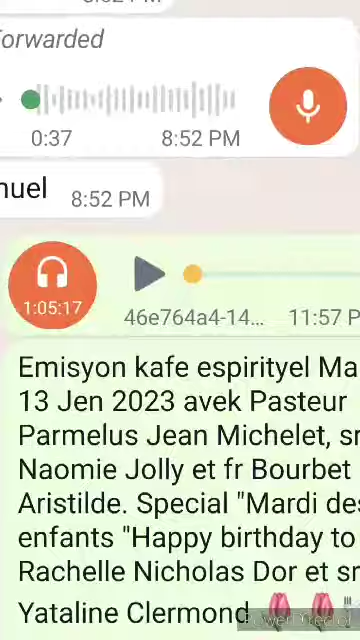 Forwarded
0:37 8:52 PM
nuel 8:52 PM
1:05:17
46e764a4-14... 11:57 P
Emisyon kafe espirityel Ma
13 Jen 2023 avek Pasteur
Parmelus Jean Michelet, sr
Naomie Jolly et fr Bourbet
Aristilde. Special "Mardi des
enfants "Happy birthday to
Rachelle Nicholas Dor et sr
Yataline Clermond